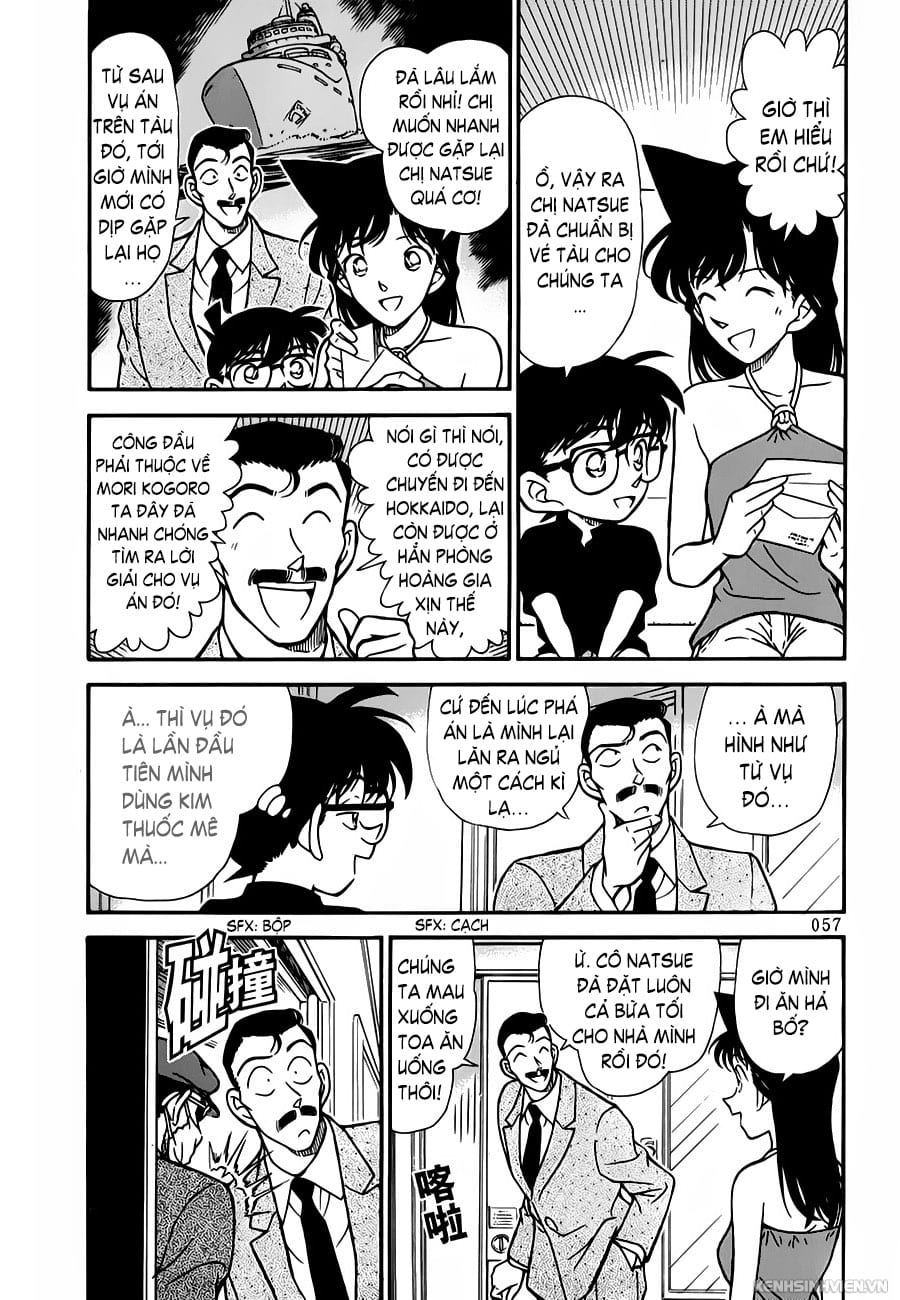 GIỜ THÌ
EM HIỂU
RỒI CHỨ!
Ồ, VẬY RA
CHỊ NATSUE
ĐÃ CHUẨN BỊ
VÉ TÀU CHO
CHÚNG TA
...
ĐÃ LÂU LẮM
RỒI NHỈ! CHỊ
MUỐN NHANH
ĐƯỢC GẶP LẠI
CHỊ NATSUE
QUÁ CƠ!
TỪ SAU
VỤ ÁN
TRÊN TÀU
ĐÓ, TỚI
GIỜ MÌNH
MỚI CÓ
DỊP GẶP
LẠI HỌ
...
NÓI GÌ THÌ NÓI,
CÓ ĐƯỢC
CHUYẾN ĐI ĐẾN
HOKKAIDO, LẠI
CÒN ĐƯỢC Ở
HẲN PHÒNG
HOÀNG GIA
XỊN THẾ
NÀY,
CÔNG ĐẦU
PHẢI THUỘC VỀ
MORI KOGORO
TA ĐÂY ĐÃ
NHANH CHÓNG
TÌM RA LỜI
GIẢI CHO VỤ
ÁN ĐÓ!
... À MÀ
HÌNH NHƯ
TỪ VỤ
ĐÓ...
CỨ ĐẾN LÚC PHÁ
ÁN LÀ MÌNH LẠI
LĂN RA NGỦ
MỘT CÁCH KÌ
LẠ...
À... THÌ VỤ ĐÓ
LÀ LẦN ĐẦU
TIÊN MÌNH
DÙNG KIM
THUỐC MÊ
MÀ...
057
SFX: CẠCH
SFX: BỘP
GIỜ MÌNH
ĐI ĂN HẢ
BỐ?
Ừ. CÔ NATSUE
ĐÃ ĐẶT LUÔN
CẢ BỮA TỐI
CHO NHÀ MÌNH
RỒI ĐÓ!
CHÚNG
TA MAU
XUỐNG
TOA ĂN
UỐNG
THÔI!
喀啦
碰撞
KENHSINHVIEN.VN